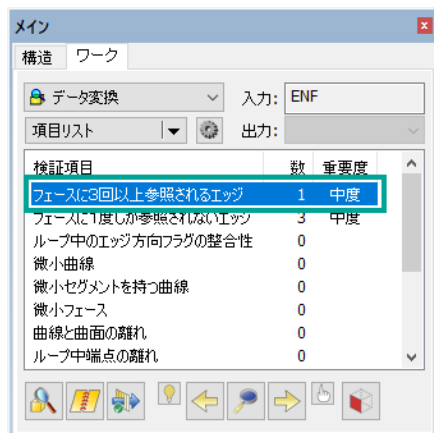 メイン
構造 ワーク
データ変換 入力: ENF
項目リスト 出力:
検証項目 数 重要度
フェースに3回以上参照されるエッジ 1 中度
フェースに1度しか参照されないエッジ 3 中度
ループ中のエッジ方向フラグの整合性 0
微小曲線 0
微小セグメントを持つ曲線 0
微小フェース 0
曲線と曲面の離れ 0
ループ中端点の離れ 0